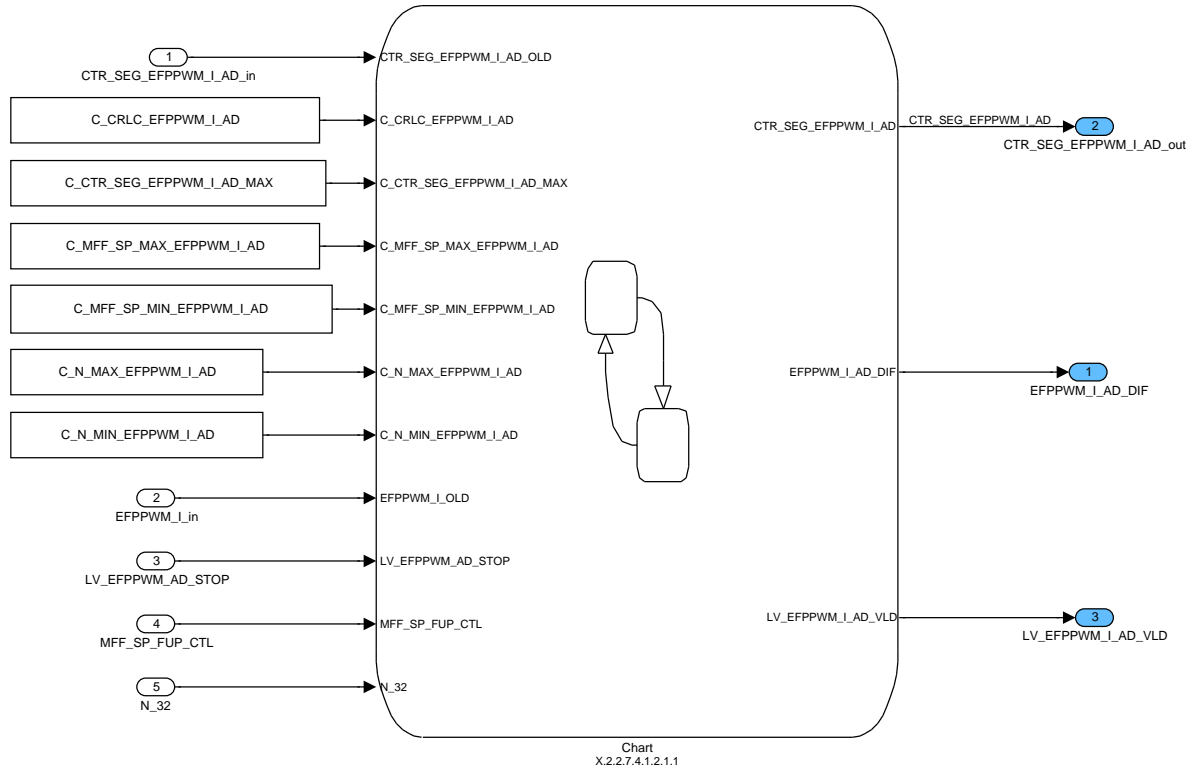 1
CTR_SEG_EFPPWM_I_AD_in
CTR_SEG_EFPPWM_I_AD_OLD
C_CRLC_EFPPWM_I_AD
C_CRLC_EFPPWM_I_AD
CTR_SEG_EFPPWM_I_AD
CTR_SEG_EFPPWM_I_AD
2
CTR_SEG_EFPPWM_I_AD_out
C_CTR_SEG_EFPPWM_I_AD_MAX
C_CTR_SEG_EFPPWM_I_AD_MAX
C_MFF_SP_MAX_EFPPWM_I_AD
C_MFF_SP_MAX_EFPPWM_I_AD
C_MFF_SP_MIN_EFPPWM_I_AD
C_MFF_SP_MIN_EFPPWM_I_AD
C_N_MAX_EFPPWM_I_AD
C_N_MAX_EFPPWM_I_AD
EFPPWM_I_AD_DIF
1
EFPPWM_I_AD_DIF
C_N_MIN_EFPPWM_I_AD
C_N_MIN_EFPPWM_I_AD
2
EFPPWM_I_in
EFPPWM_I_OLD
3
LV_EFPPWM_AD_STOP
LV_EFPPWM_AD_STOP
4
MFF_SP_FUP_CTL
MFF_SP_FUP_CTL
LV_EFPPWM_I_AD_VLD
3
LV_EFPPWM_I_AD_VLD
5
N_32
N_32
Chart
X.2.2.7.4.1.2.1.1